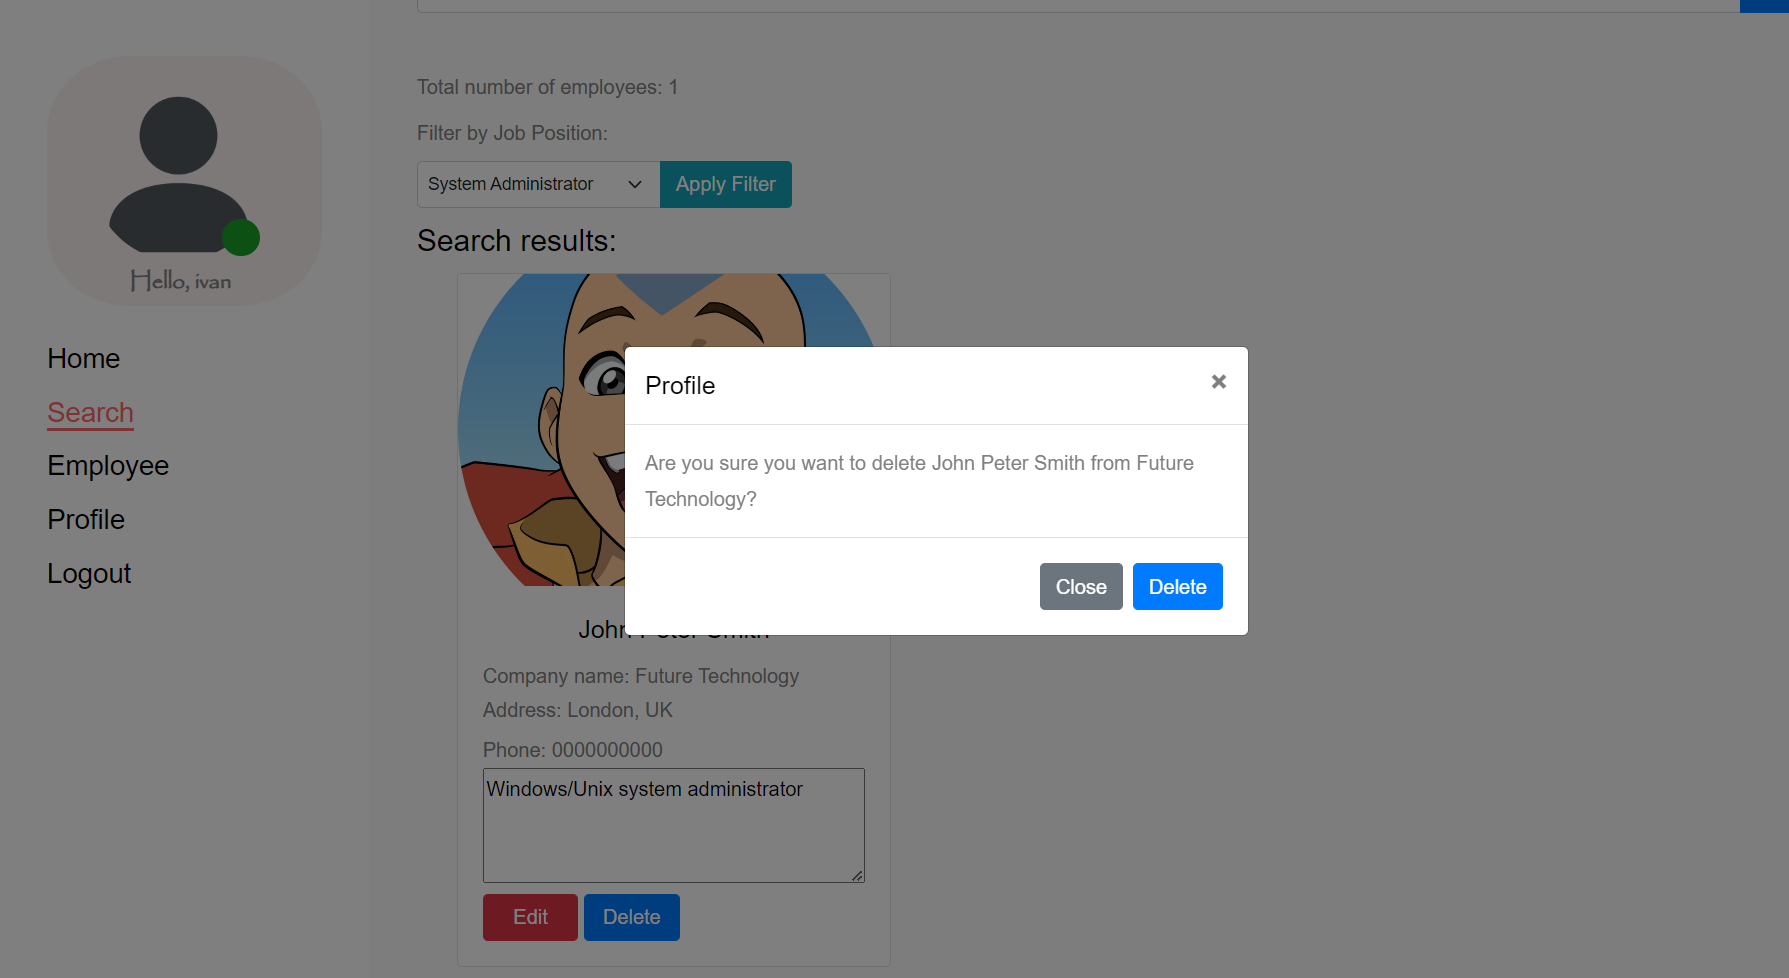 Hello, ivan
Home
Search
Employee
Profile
Logout
Total number of employees: 1
Filter by Job Position:
System Administrator
Apply Filter
Search results:
Profile
×
Are you sure you want to delete John Peter Smith from Future
Technology?
Close
Delete
John Peter Smith
Company name: Future Technology
Address: London, UK
Phone: 0000000000
Windows/Unix system administrator
Edit
Delete